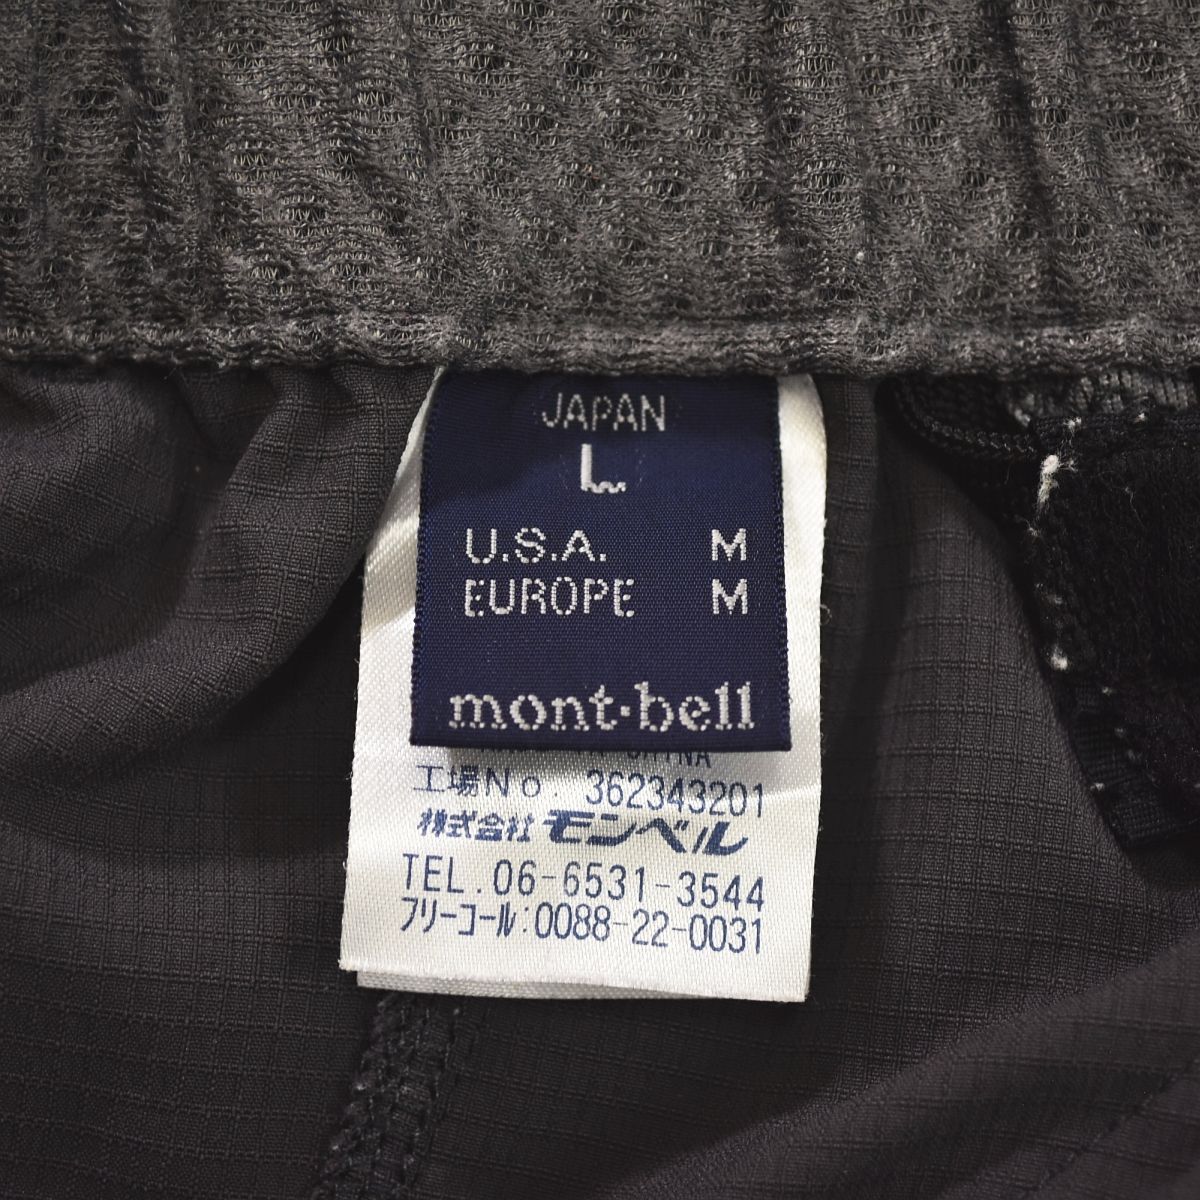 JAPAN
L
U.S.A. M
EUROPE M
mont-bell
CHINA
工場No. 362343201
株式会社モンベル
TEL.06-6531-3544
フリーコール:0088-22-0031